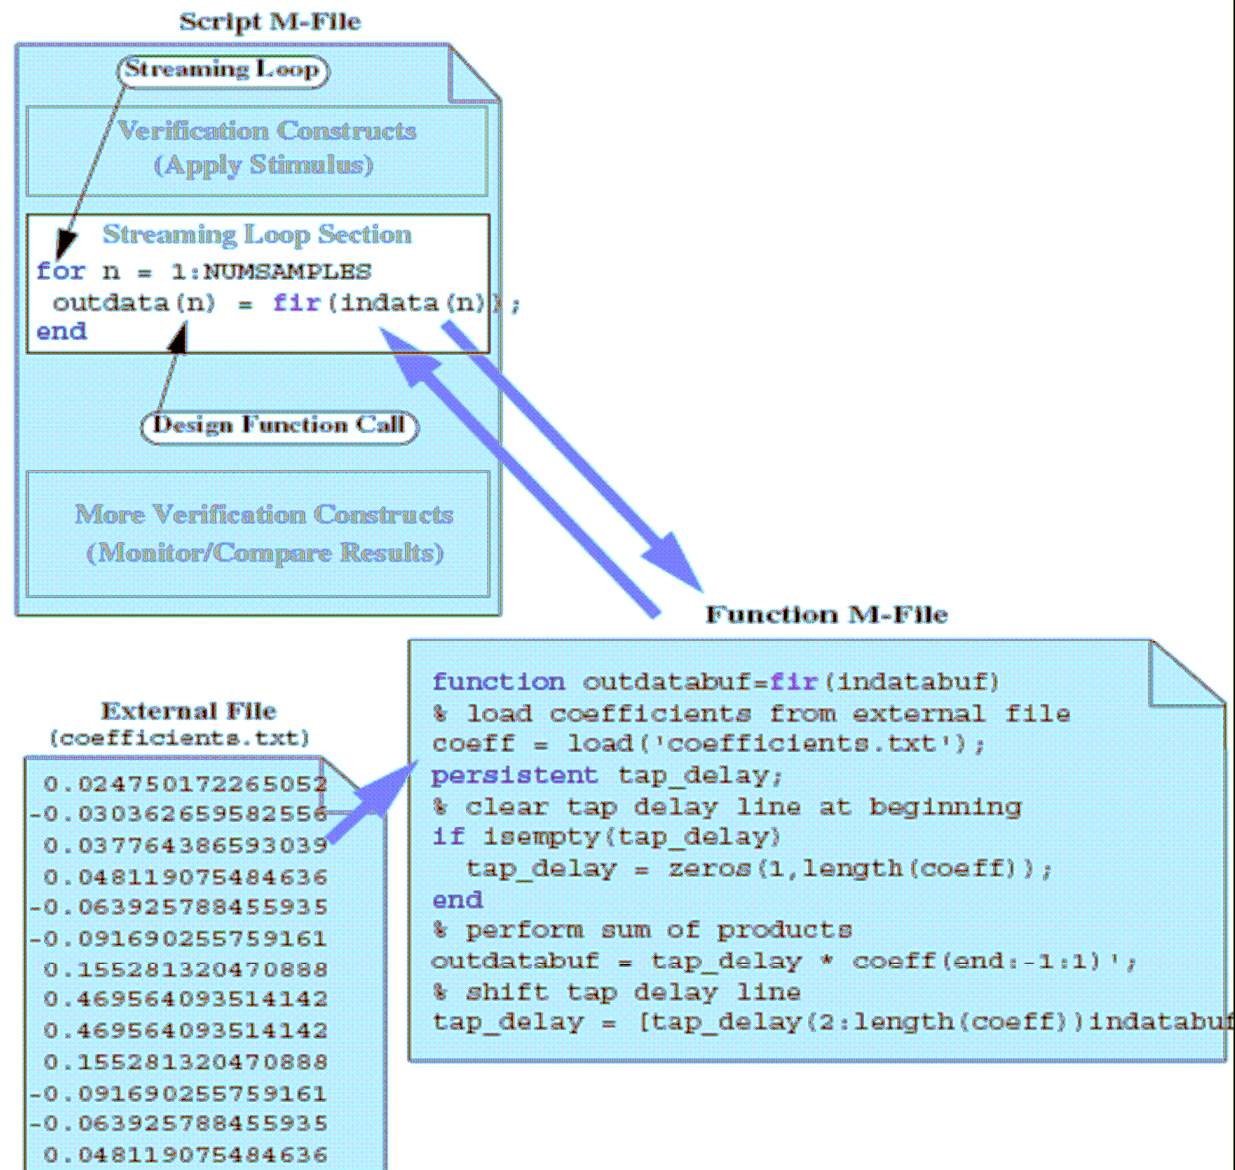 Script M-File
Streaming Loop
Verification Constructs
(Apply Stimulus)
Streaming Loop Section
for n = 1:NUMSAMPLES
outdata(n) = fir(indata(n));
end
Design Function Call
More Verification Constructs
(Monitor/Compare Results)
Function M-File
function outdatabuf=fir(indatabuf)
% load coefficients from external file
coeff = load('coefficients.txt');
persistent tap_delay;
% clear tap delay line at beginning
if isempty(tap_delay)
tap_delay = zeros(1,length(coeff));
end
% perform sum of products
outdatabuf = tap_delay * coeff(end:-1:1)';
% shift tap delay line
tap_delay = [tap_delay(2:length(coeff))indatabuf
External File
(coefficients.txt)
0.024750172265052
-0.030362659582556
0.037764386593039
0.048119075484636
-0.063925788455935
-0.091690255759161
0.155281320470888
0.469564093514142
0.469564093514142
0.155281320470888
-0.091690255759161
-0.063925788455935
0.048119075484636